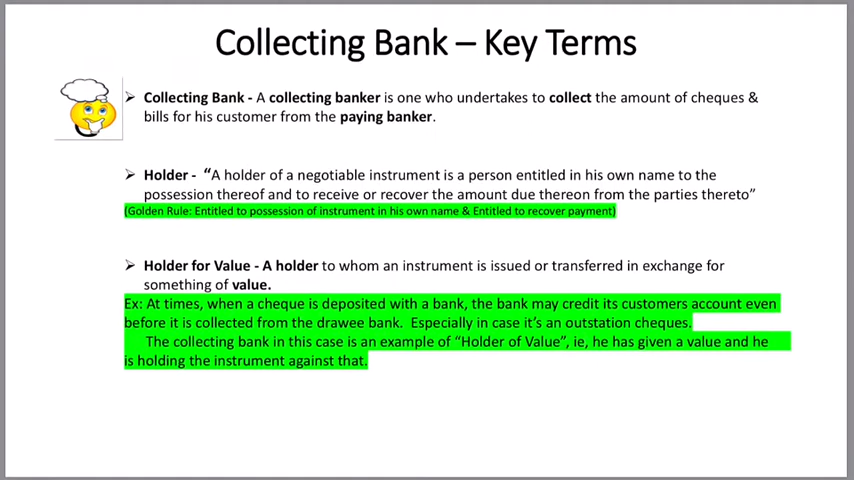 Collecting Bank – Key Terms
➢ Collecting Bank - A collecting banker is one who undertakes to collect the amount of cheques &
bills for his customer from the paying banker.
➢ Holder - “A holder of a negotiable instrument is a person entitled in his own name to the
possession thereof and to receive or recover the amount due thereon from the parties thereto”
(Golden Rule: Entitled to possession of instrument in his own name & Entitled to recover payment)
➢ Holder for Value - A holder to whom an instrument is issued or transferred in exchange for
something of value.
Ex: At times, when a cheque is deposited with a bank, the bank may credit its customers account even
before it is collected from the drawee bank. Especially in case it’s an outstation cheques.
The collecting bank in this case is an example of “Holder of Value”, ie, he has given a value and he
is holding the instrument against that.